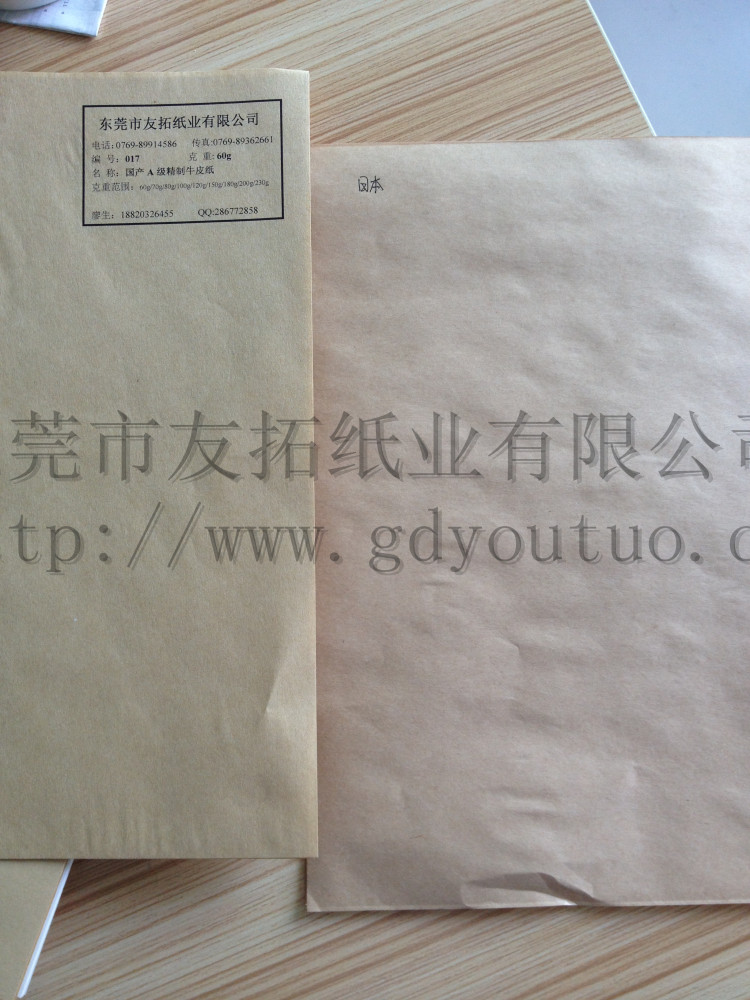 东莞市友拓纸业有限公司
电话:0769-89914586 传真:0769-89362661
编 号: 017 克 重: 60g
名 称: 国产 A 级精制牛皮纸
克重范围: 60g/70g/80g/100g/120g/150g/180g/200g/230g
廖生: 18820326455 QQ:286772858
日本
莞市友拓纸业有限公
tp://www.gdyoutuo.